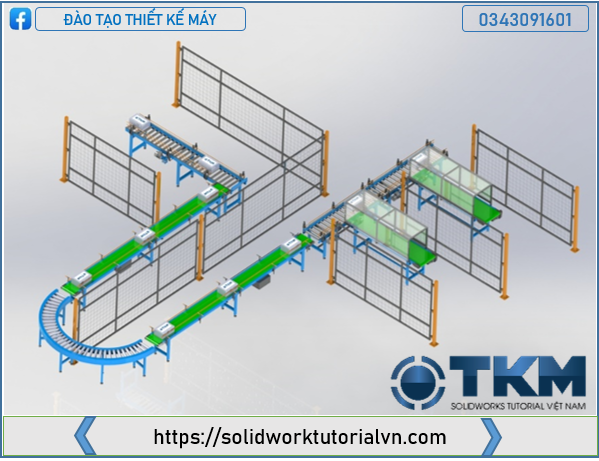 ĐÀO TẠO THIẾT KẾ MÁY
0343091601
TKM
SOLIDWORKS TUTORIAL VIỆT NAM
https://solidworktutorialvn.com